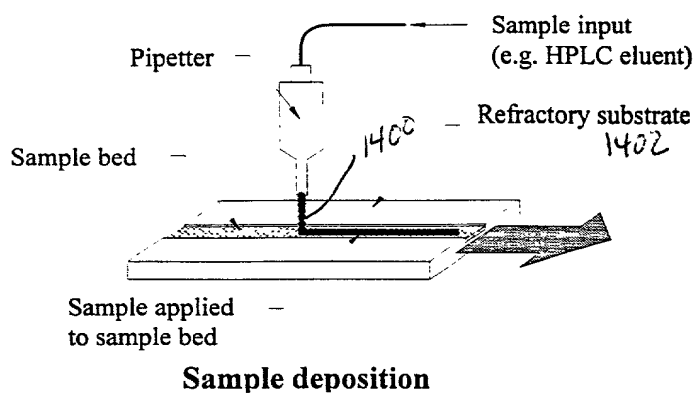 Sample input
(e.g. HPLC eluent)
Pipetter
1400
Refractory substrate
1402
Sample bed
Sample applied
to sample bed
Sample deposition